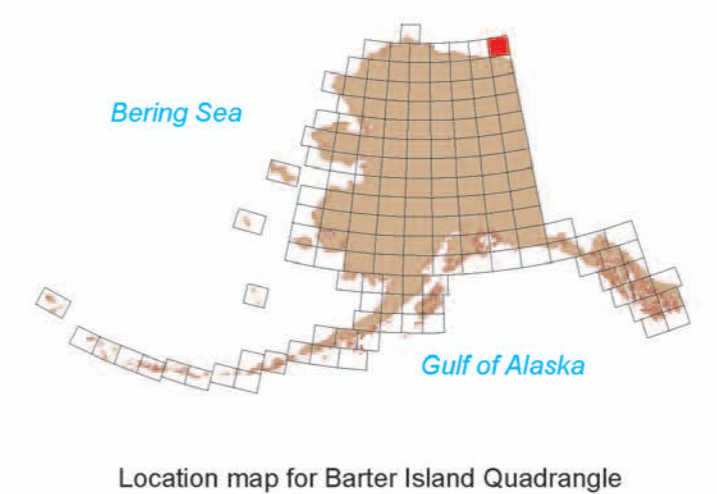 Bering Sea
Gulf of Alaska
Location map for Barter Island Quadrangle